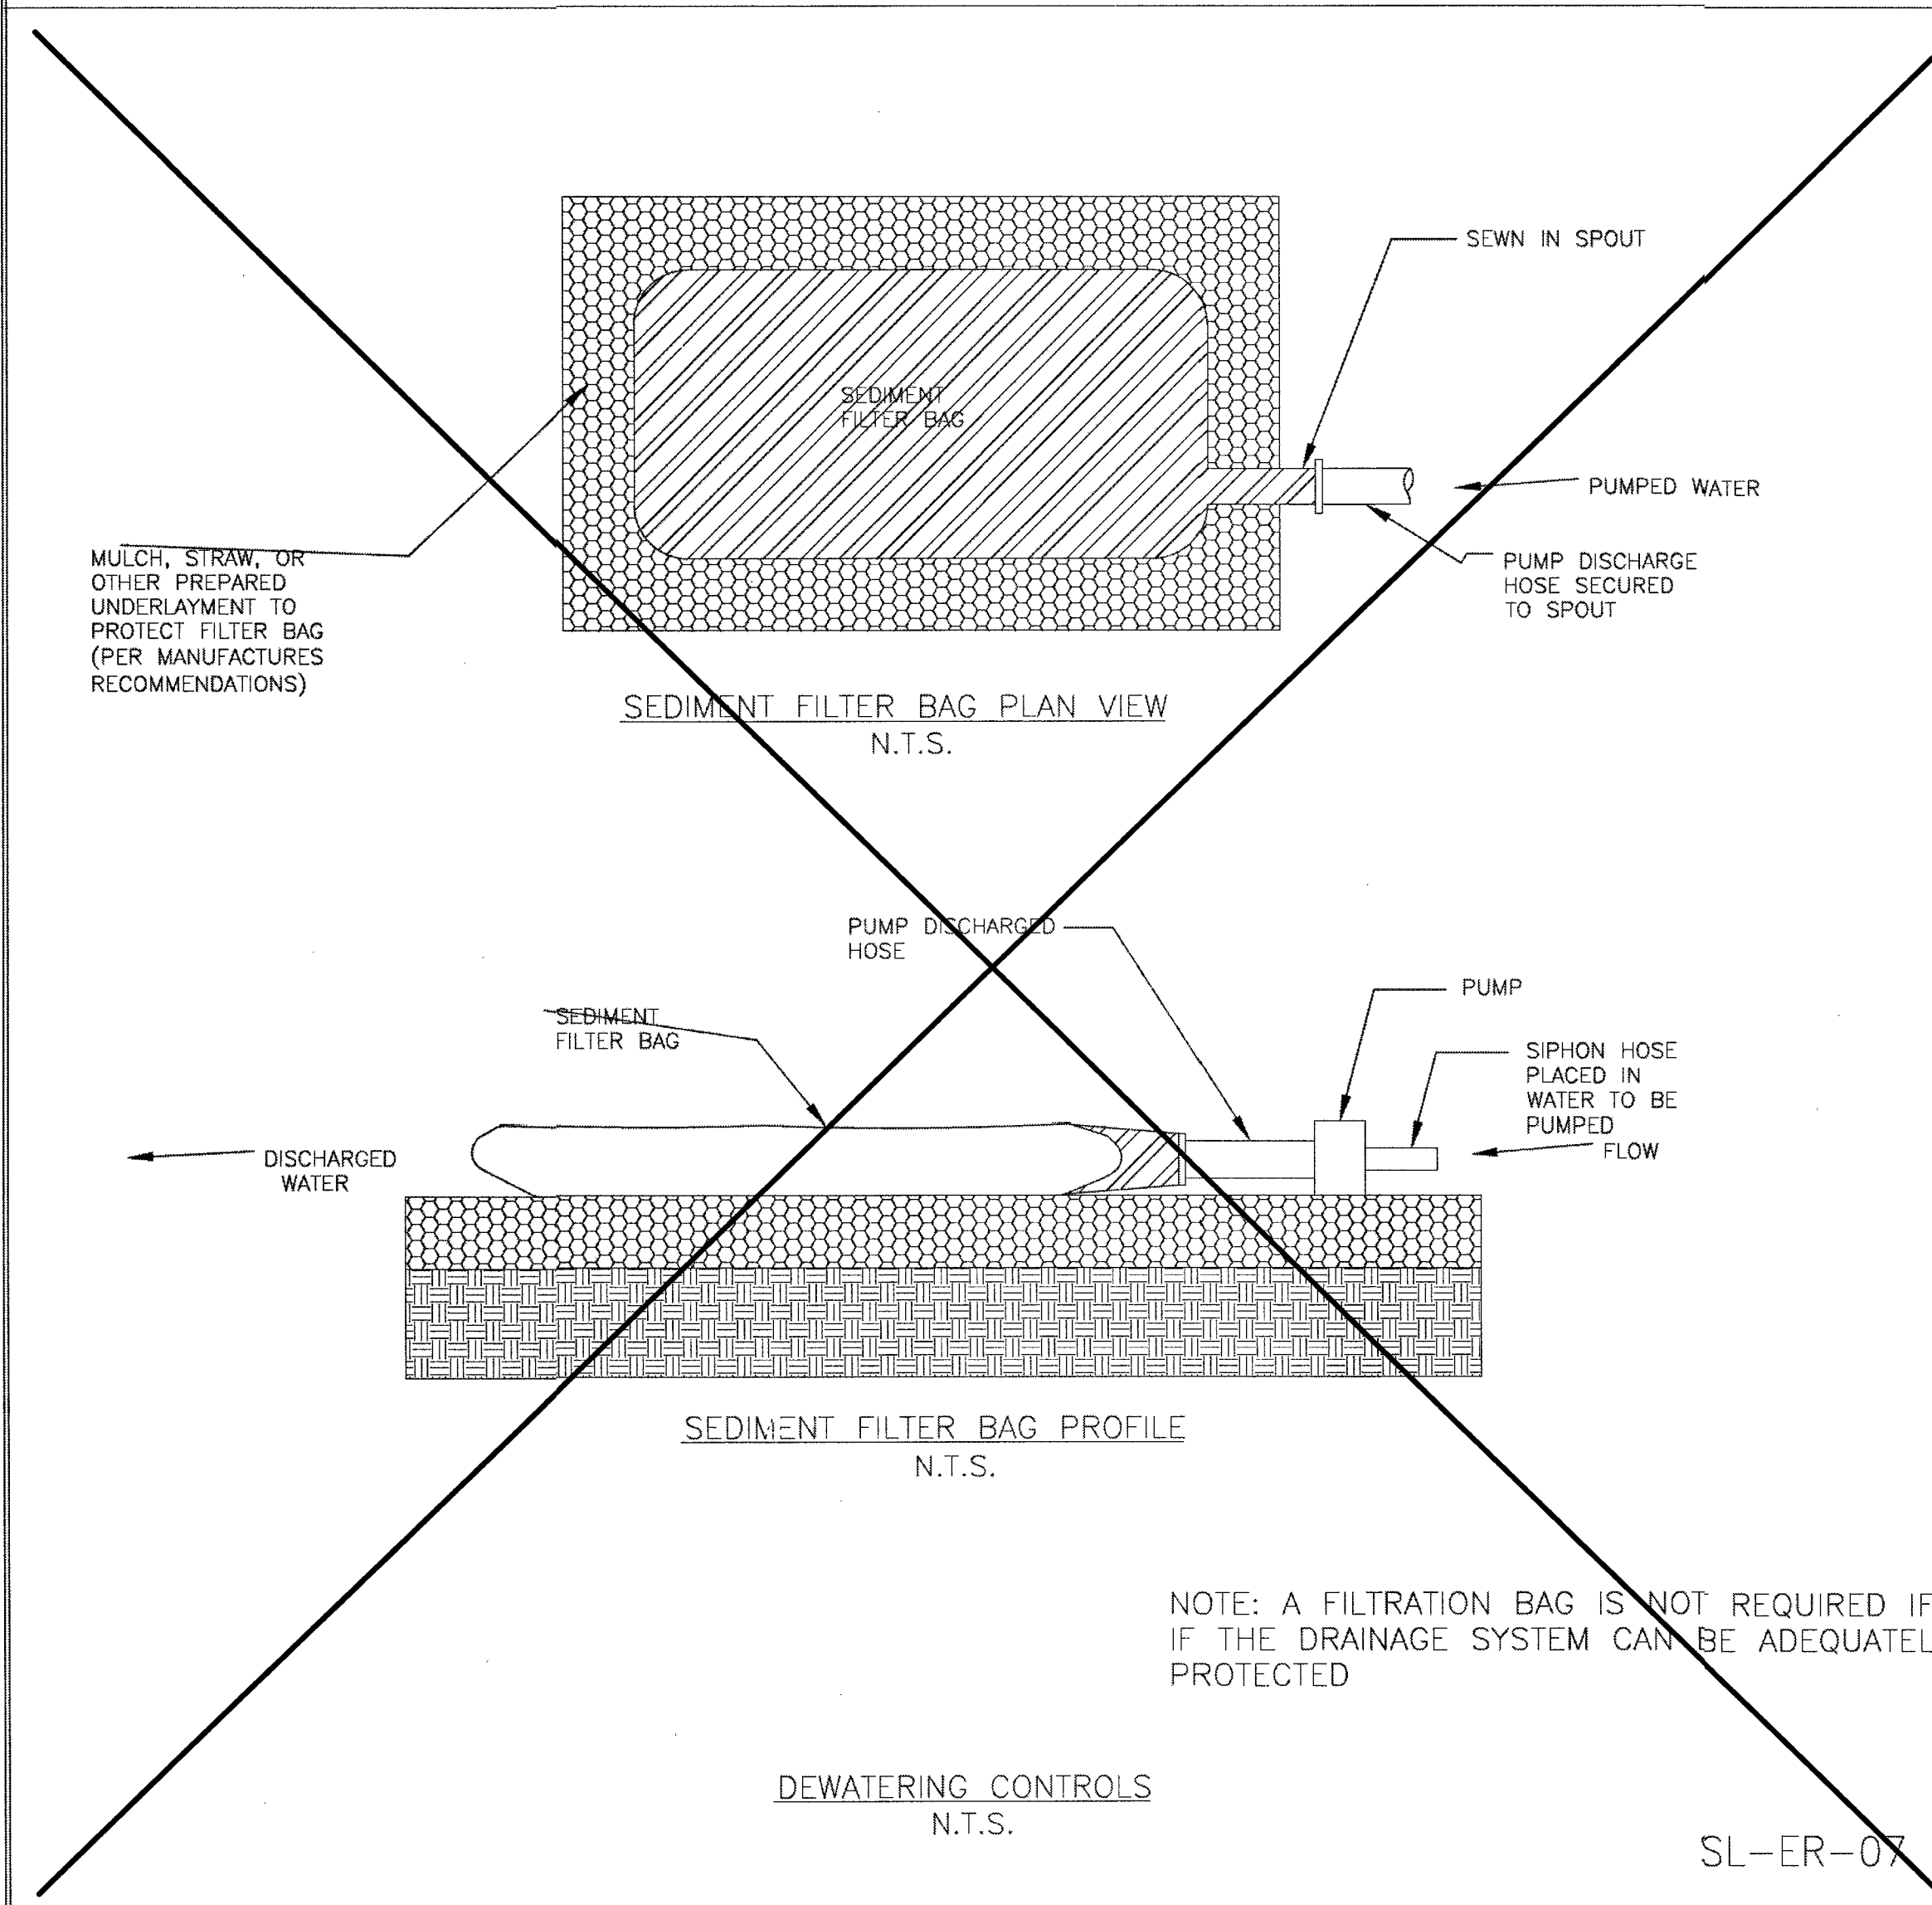 SEWN IN SPOUT
SEDIMENT
FILTER BAG
PUMPED WATER
PUMP DISCHARGE
HOSE SECURED
TO SPOUT
MULCH, STRAW, OR
OTHER PREPARED
UNDERLAYMENT TO
PROTECT FILTER BAG
(PER MANUFACTURES
RECOMMENDATIONS)
SEDIMENT FILTER BAG PLAN VIEW
N.T.S.
PUMP DISCHARGED
HOSE
PUMP
SEDIMENT
FILTER BAG
SIPHON HOSE
PLACED IN
WATER TO BE
PUMPED
FLOW
DISCHARGED
WATER
SEDIMENT FILTER BAG PROFILE
N.T.S.
NOTE: A FILTRATION BAG IS NOT REQUIRED IF
IF THE DRAINAGE SYSTEM CAN BE ADEQUATEL
PROTECTED
DEWATERING CONTROLS
N.T.S.
SL-ER-07